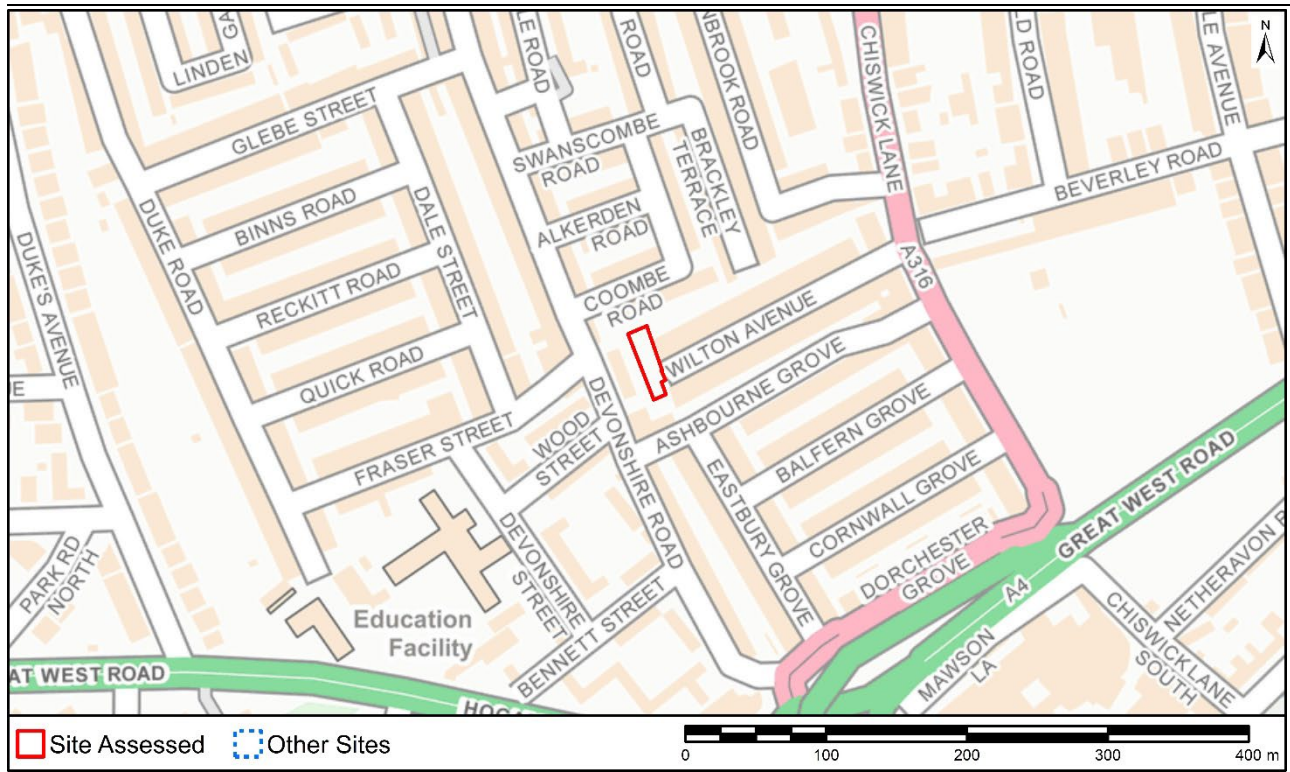 LINDEN
GA
GLEBE STREET
BINNS ROAD
RECKITT ROAD
QUICK ROAD
FRASER STREET
DUKE'S AVENUE
DUKE ROAD
DALE STREET
LE ROAD
ROAD
NBROOK ROAD
SWANSCOMBE
ROAD
ALKERDEN
ROAD
COOMBE
ROAD
BRACKLEY
TERRACE
CHISWICK LANE
A316
LD ROAD
LE AVENUE
BEVERLEY ROAD
N
WILTON AVENUE
ASHBOURNE GROVE
BALFERN GROVE
CORNWALL GROVE
DORCHESTER
GROVE
EASTBURY GROVE
DEVONSHIRE ROAD
WOOD
STREET
DEVONSHIRE
STREET
BENNETT STREET
Education
Facility
E
PARK RD
NORTH
AT WEST ROAD
HOGA
GREAT WEST ROAD
A4
MAWSON
LA
CHISWICK LANE
SOUTH
NETHERAVON R
Site Assessed
Other Sites
0 100 200 300 400 m